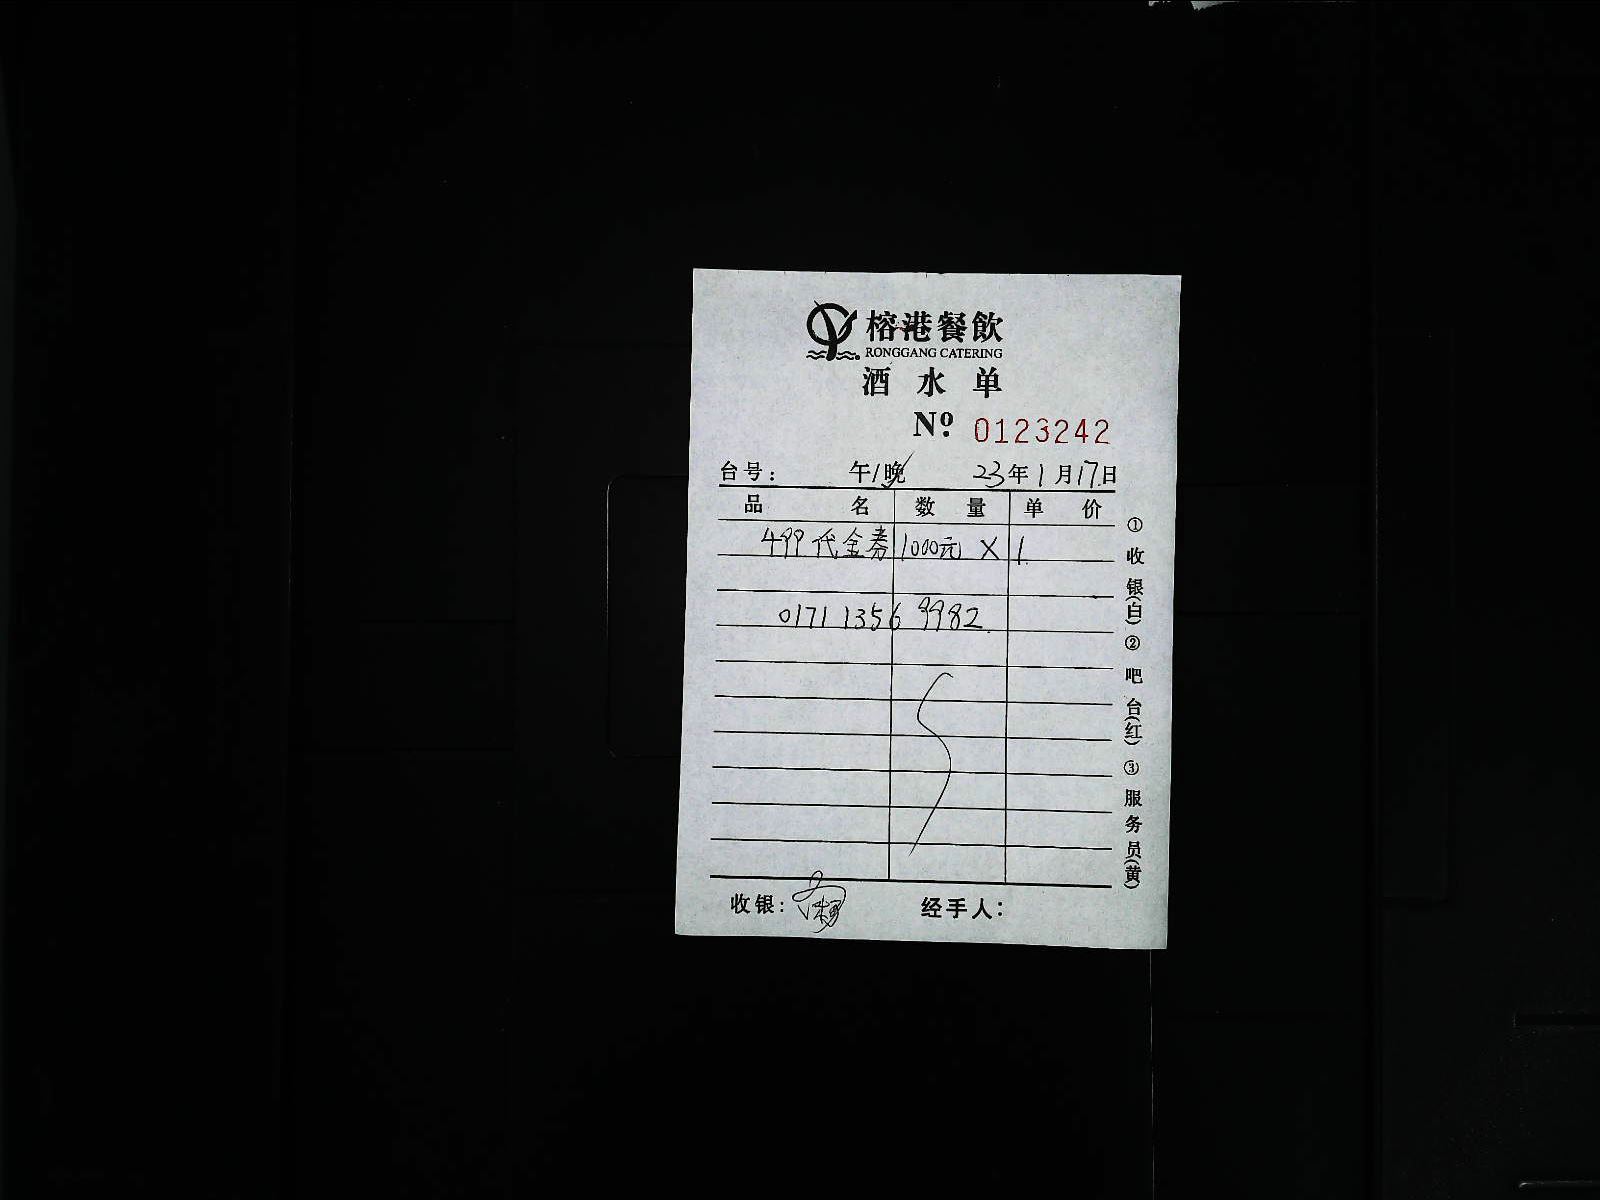 榕港餐飲
RONGGANG CATERING
酒水单
Nº 0123242
台号： 午/晚 23年1月17日
品名 数量 单价
499代金券 1000元 X 1
0171 1356 9982
收银： 经手人：
①收银(白)②吧台(红)③服务员(黄)